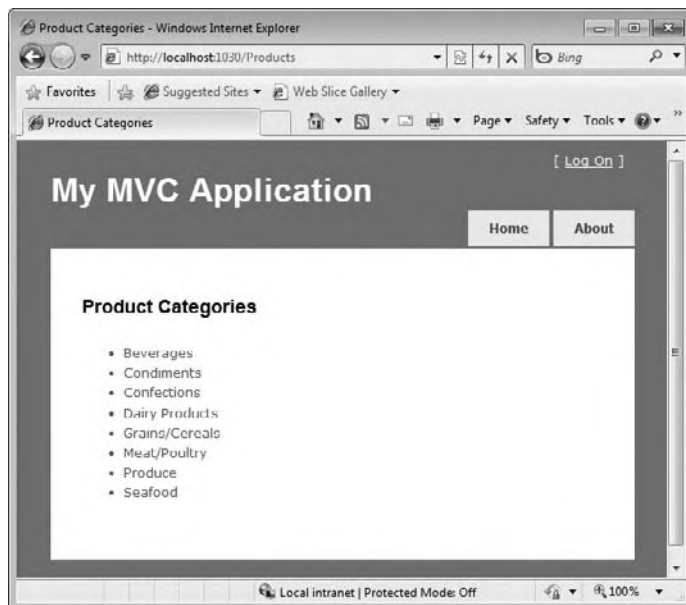 Product Categories - Windows Internet Explorer
http://localhost:1030/Products
Bing
Favorites
Suggested Sites
Web Slice Gallery
Product Categories
Page
Safety
Tools
»
[ Log On ]
My MVC Application
Home
About
Product Categories
• Beverages
• Condiments
• Confections
• Dairy Products
• Grains/Cereals
• Meat/Poultry
• Produce
• Seafood
Local intranet | Protected Mode: Off
100%